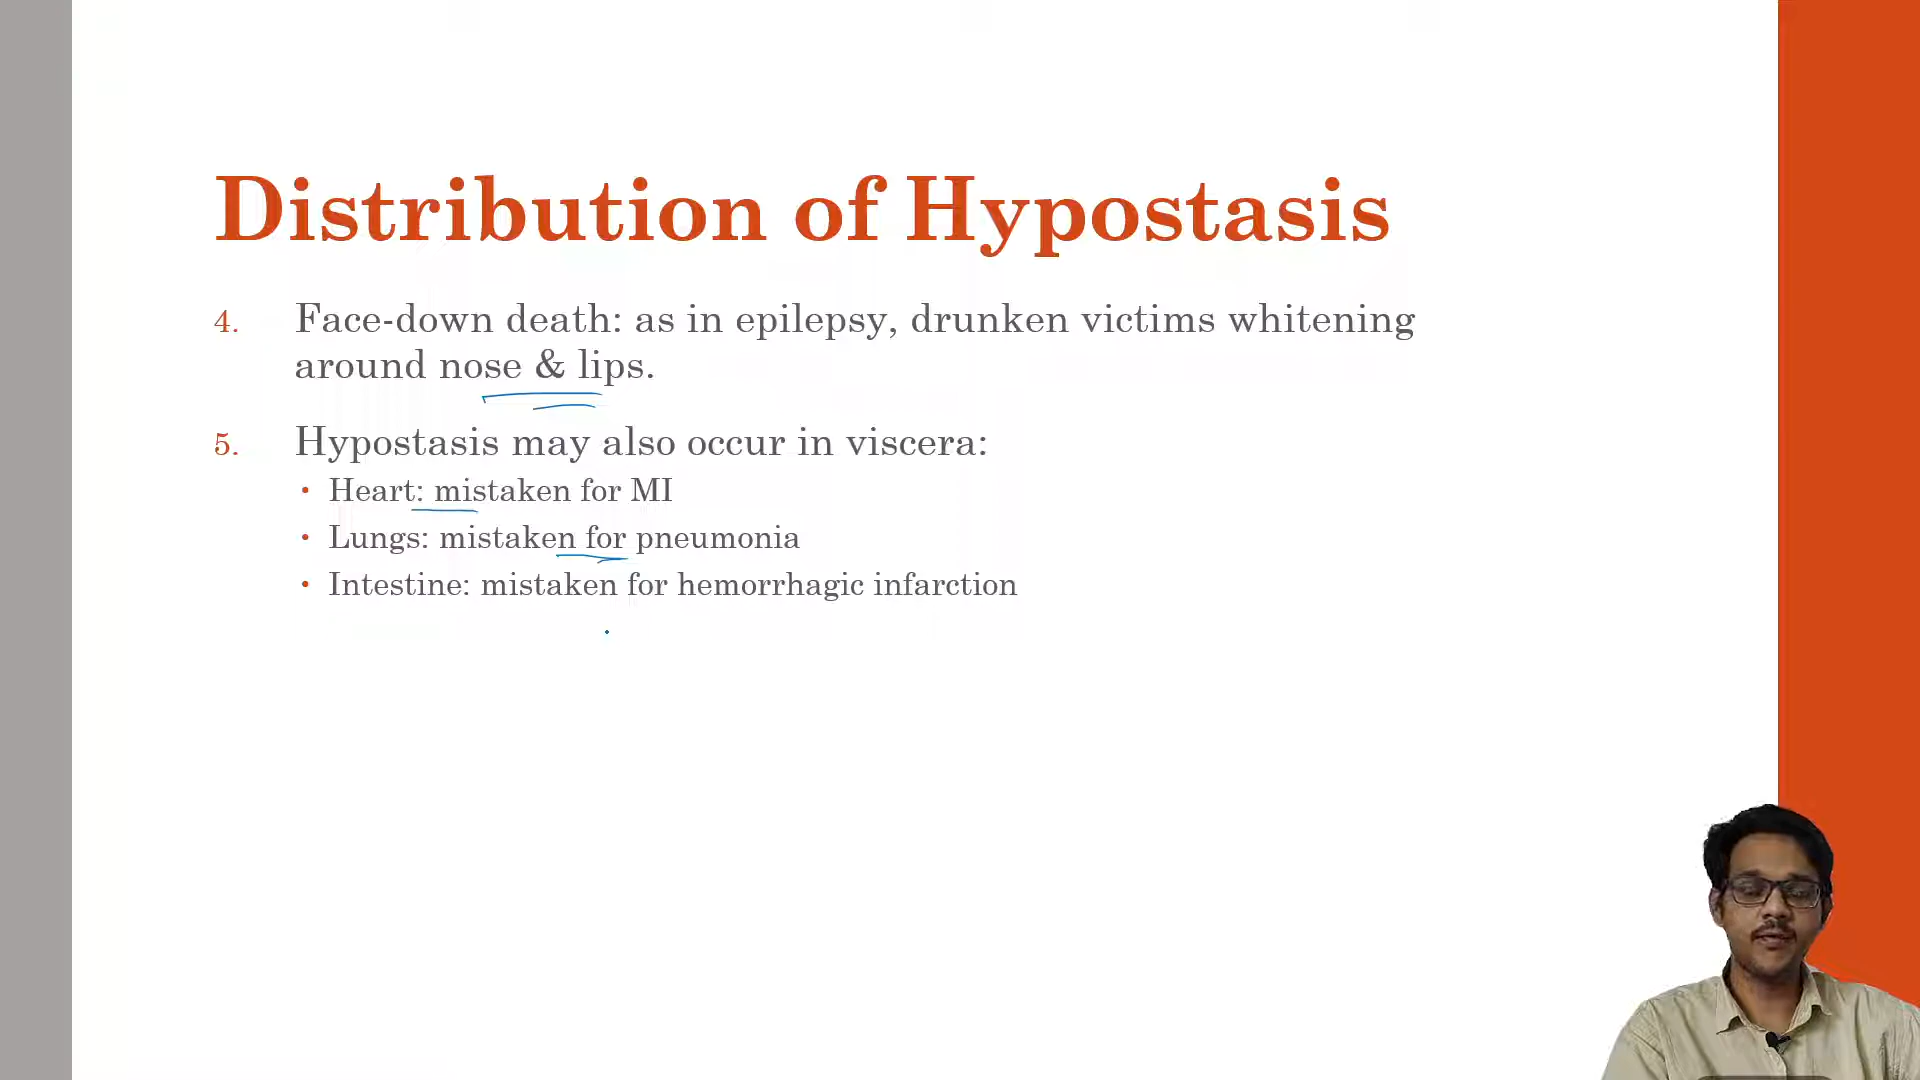 Distribution of Hypostasis
4. Face-down death: as in epilepsy, drunken victims whitening
around nose & lips.
5. Hypostasis may also occur in viscera:
• Heart: mistaken for MI
• Lungs: mistaken for pneumonia
• Intestine: mistaken for hemorrhagic infarction